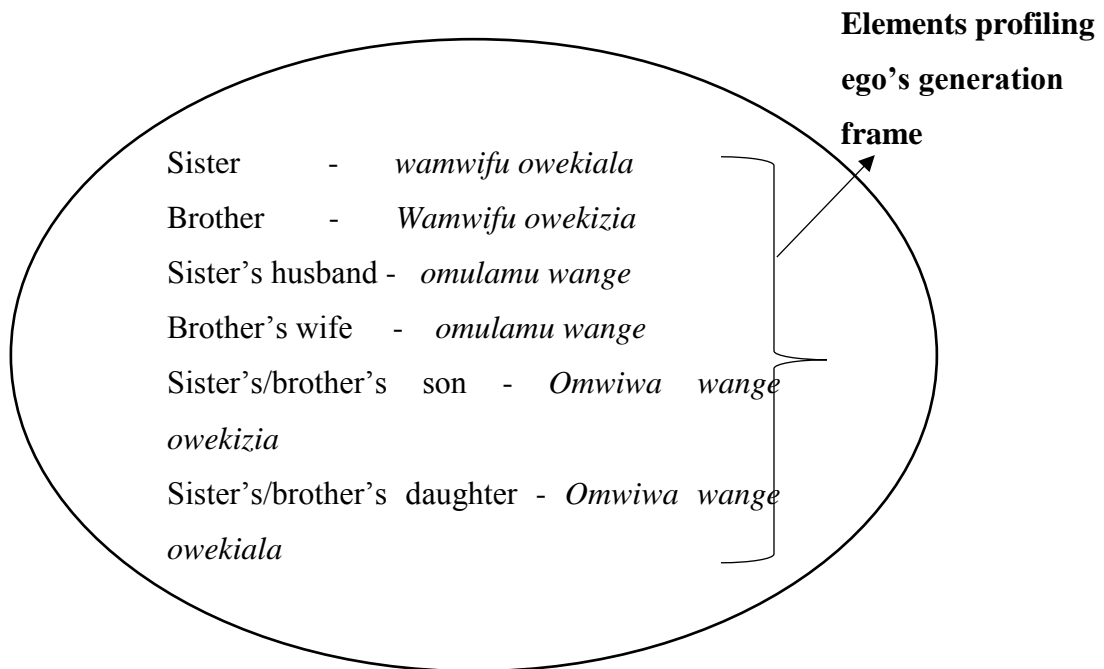 Elements profiling
ego’s generation
frame
Sister - wamwifu owekiala
Brother - Wamwifu owekizia
Sister’s husband - omulamu wange
Brother’s wife - omulamu wange
Sister’s/brother’s son - Omwiwa wange
owekizia
Sister’s/brother’s daughter - Omwiwa wange
owekiala